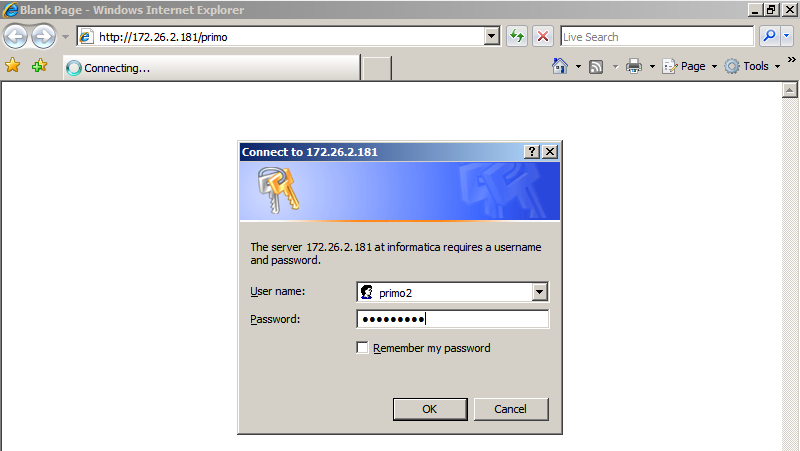 Blank Page - Windows Internet Explorer
http://172.26.2.181/primo
Live Search
Connecting...
Page
Tools
Connect to 172.26.2.181
The server 172.26.2.181 at informatica requires a username
and password.
User name:
primo2
Password:
●●●●●●●●●
Remember my password
OK
Cancel